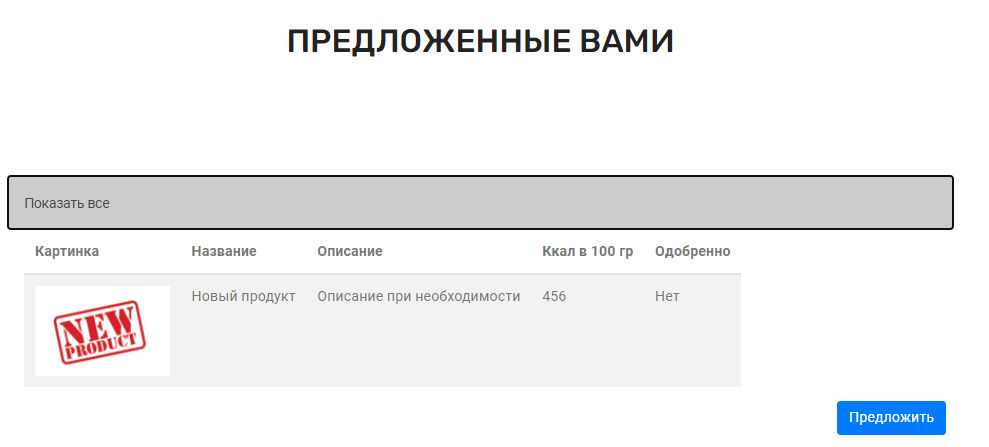 ПРЕДЛОЖЕННЫЕ ВАМИ
Показать все
Картинка Название Описание Ккал в 100 гр Одобренно
Новый продукт Описание при необходимости 456 Нет
NEW
PRODUCT
Предложить